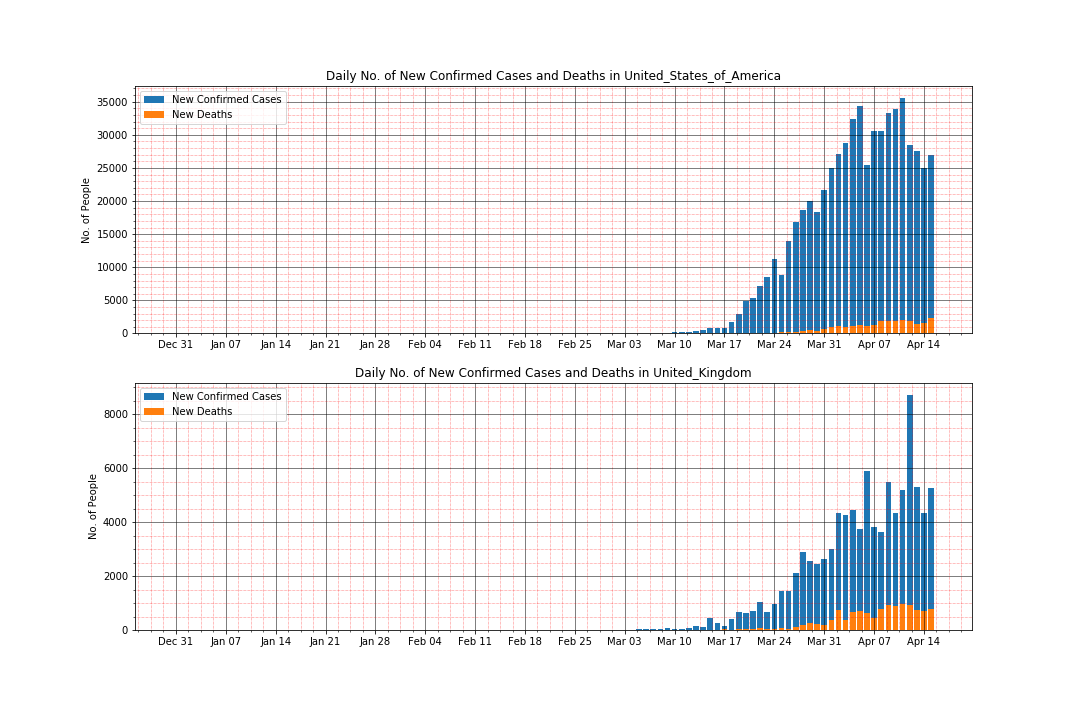 Daily No. of New Confirmed Cases and Deaths in United_States_of_America
New Confirmed Cases
New Deaths
No. of People
35000
30000
25000
20000
15000
10000
5000
0
Dec 31 Jan 07 Jan 14 Jan 21 Jan 28 Feb 04 Feb 11 Feb 18 Feb 25 Mar 03 Mar 10 Mar 17 Mar 24 Mar 31 Apr 07 Apr 14
Daily No. of New Confirmed Cases and Deaths in United_Kingdom
New Confirmed Cases
New Deaths
No. of People
8000
6000
4000
2000
0
Dec 31 Jan 07 Jan 14 Jan 21 Jan 28 Feb 04 Feb 11 Feb 18 Feb 25 Mar 03 Mar 10 Mar 17 Mar 24 Mar 31 Apr 07 Apr 14